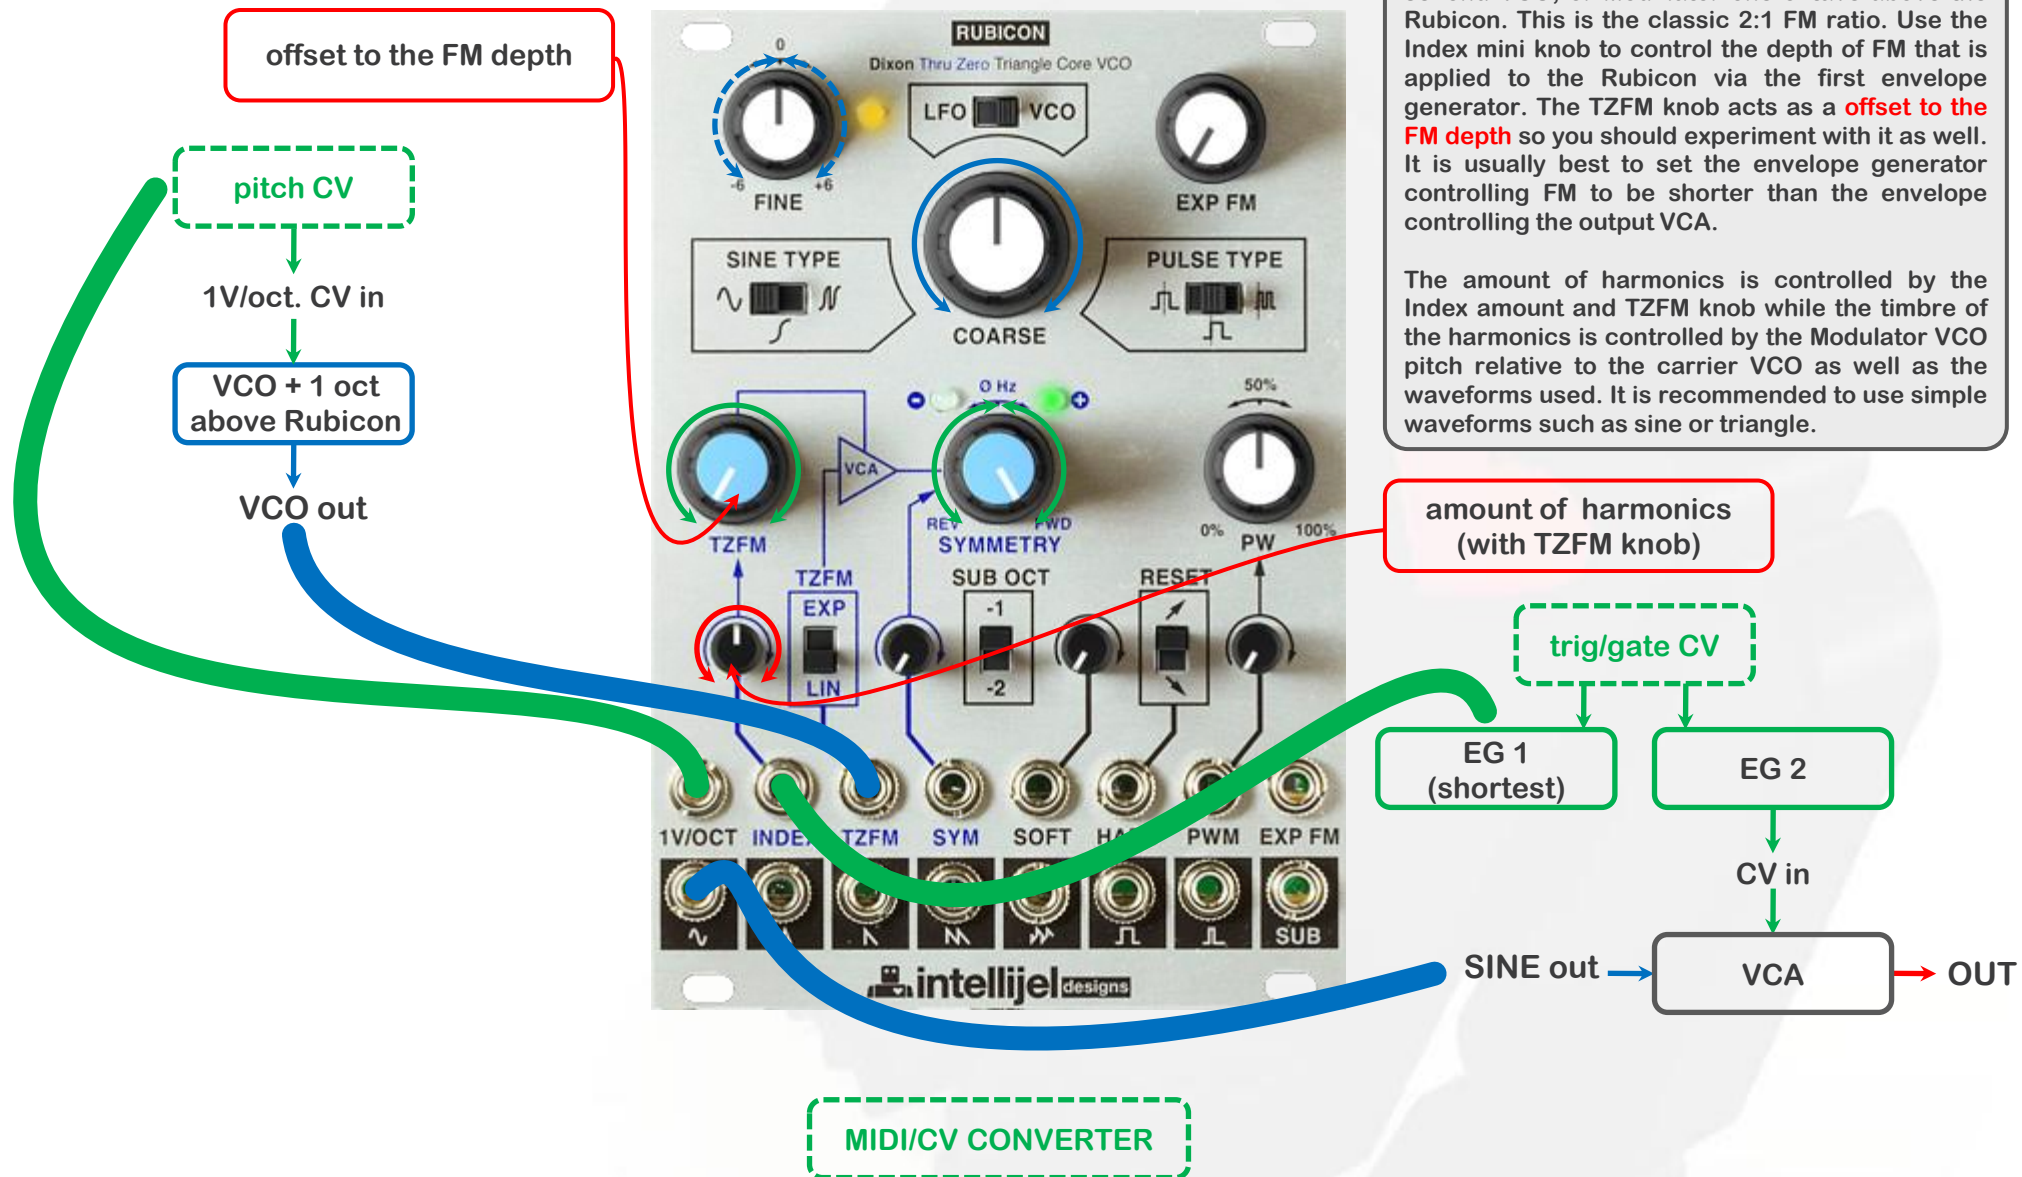 offset to the FM depth
pitch CV
1V/oct. CV in
VCO + 1 oct
above Rubicon
VCO out
RUBICON
Dixon Thru Zero Triangle Core VCO
0
-6
+6
FINE
LFO
VCO
EXP FM
SINE TYPE
COARSE
PULSE TYPE
0 Hz
50%
VCA
TZFM
REV
FWD
SYMMETRY
0%
100%
PW
TZFM
EXP
LIN
SUB OCT
-1
-2
RESET
1V/OCT
INDEX
TZFM
SYM
SOFT
PWM
EXP FM
SUB
intellijel designs
Rubicon. This is the classic 2:1 FM ratio. Use the
Index mini knob to control the depth of FM that is
applied to the Rubicon via the first envelope
generator. The TZFM knob acts as a offset to the
FM depth so you should experiment with it as well.
It is usually best to set the envelope generator
controlling FM to be shorter than the envelope
controlling the output VCA.
The amount of harmonics is controlled by the
Index amount and TZFM knob while the timbre of
the harmonics is controlled by the Modulator VCO
pitch relative to the carrier VCO as well as the
waveforms used. It is recommended to use simple
waveforms such as sine or triangle.
amount of harmonics
(with TZFM knob)
trig/gate CV
EG 1
(shortest)
EG 2
CV in
SINE out
VCA
OUT
MIDI/CV CONVERTER